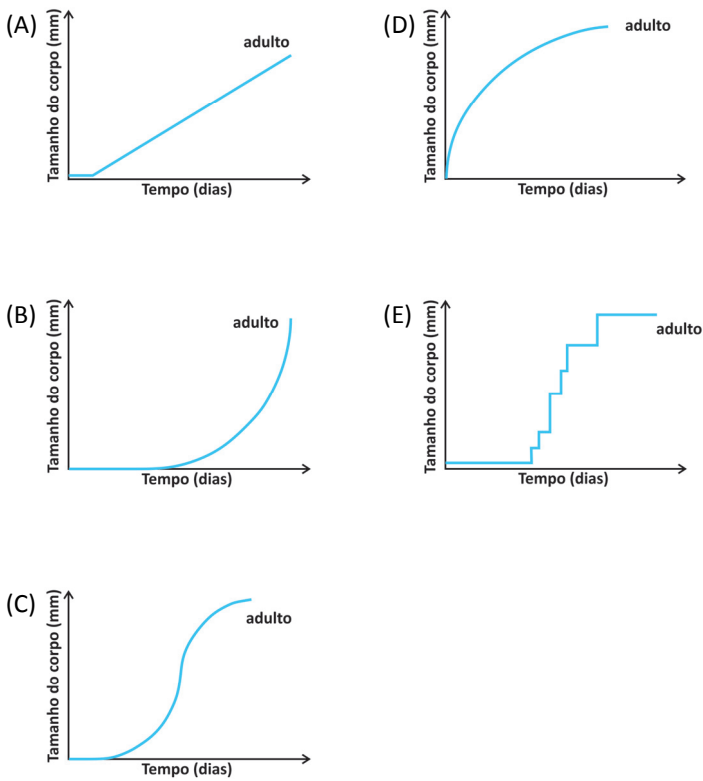 (A)
Tamanho do corpo (mm)
adulto
Tempo (dias)
(B)
Tamanho do corpo (mm)
adulto
Tempo (dias)
(C)
Tamanho do corpo (mm)
adulto
Tempo (dias)
(D)
Tamanho do corpo (mm)
adulto
Tempo (dias)
(E)
Tamanho do corpo (mm)
adulto
Tempo (dias)